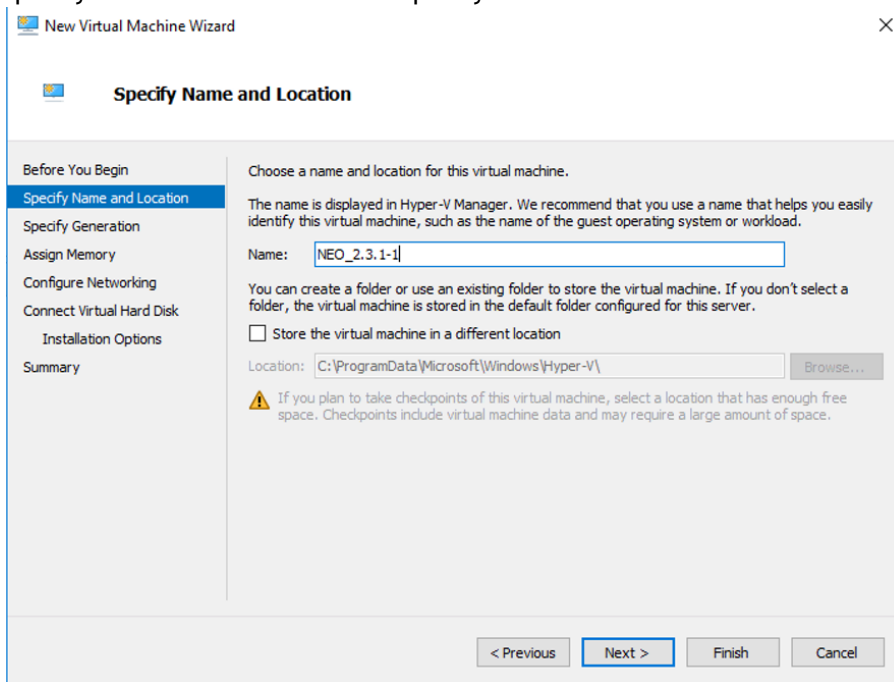 New Virtual Machine Wizard
Specify Name and Location
Before You Begin
Specify Name and Location
Specify Generation
Assign Memory
Configure Networking
Connect Virtual Hard Disk
Installation Options
Summary
Choose a name and location for this virtual machine.
The name is displayed in Hyper-V Manager. We recommend that you use a name that helps you easily
identify this virtual machine, such as the name of the guest operating system or workload.
Name: NEO_2.3.1-1
You can create a folder or use an existing folder to store the virtual machine. If you don't select a
folder, the virtual machine is stored in the default folder configured for this server.
Store the virtual machine in a different location
Location: C:\ProgramData\Microsoft\Windows\Hyper-V\ Browse...
If you plan to take checkpoints of this virtual machine, select a location that has enough free
space. Checkpoints include virtual machine data and may require a large amount of space.
< Previous Next > Finish Cancel